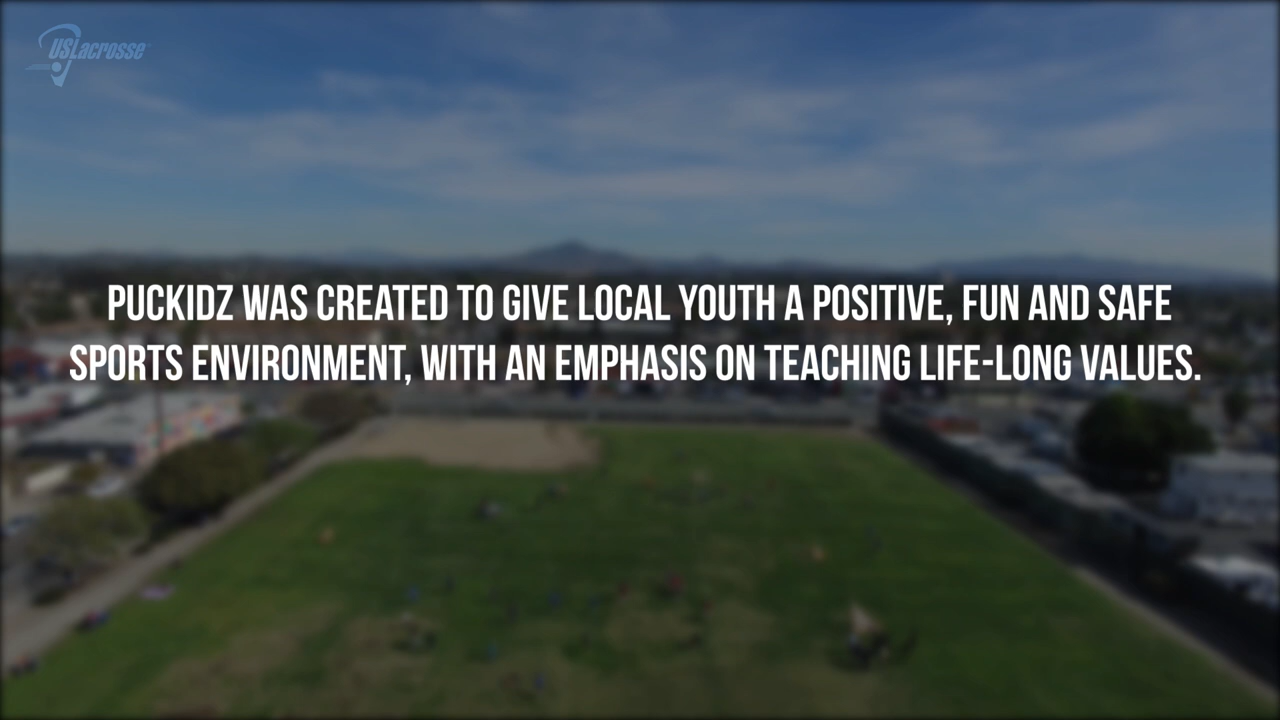 USLacrosse
PUCKIDZ WAS CREATED TO GIVE LOCAL YOUTH A POSITIVE, FUN AND SAFE
SPORTS ENVIRONMENT, WITH AN EMPHASIS ON TEACHING LIFE-LONG VALUES.